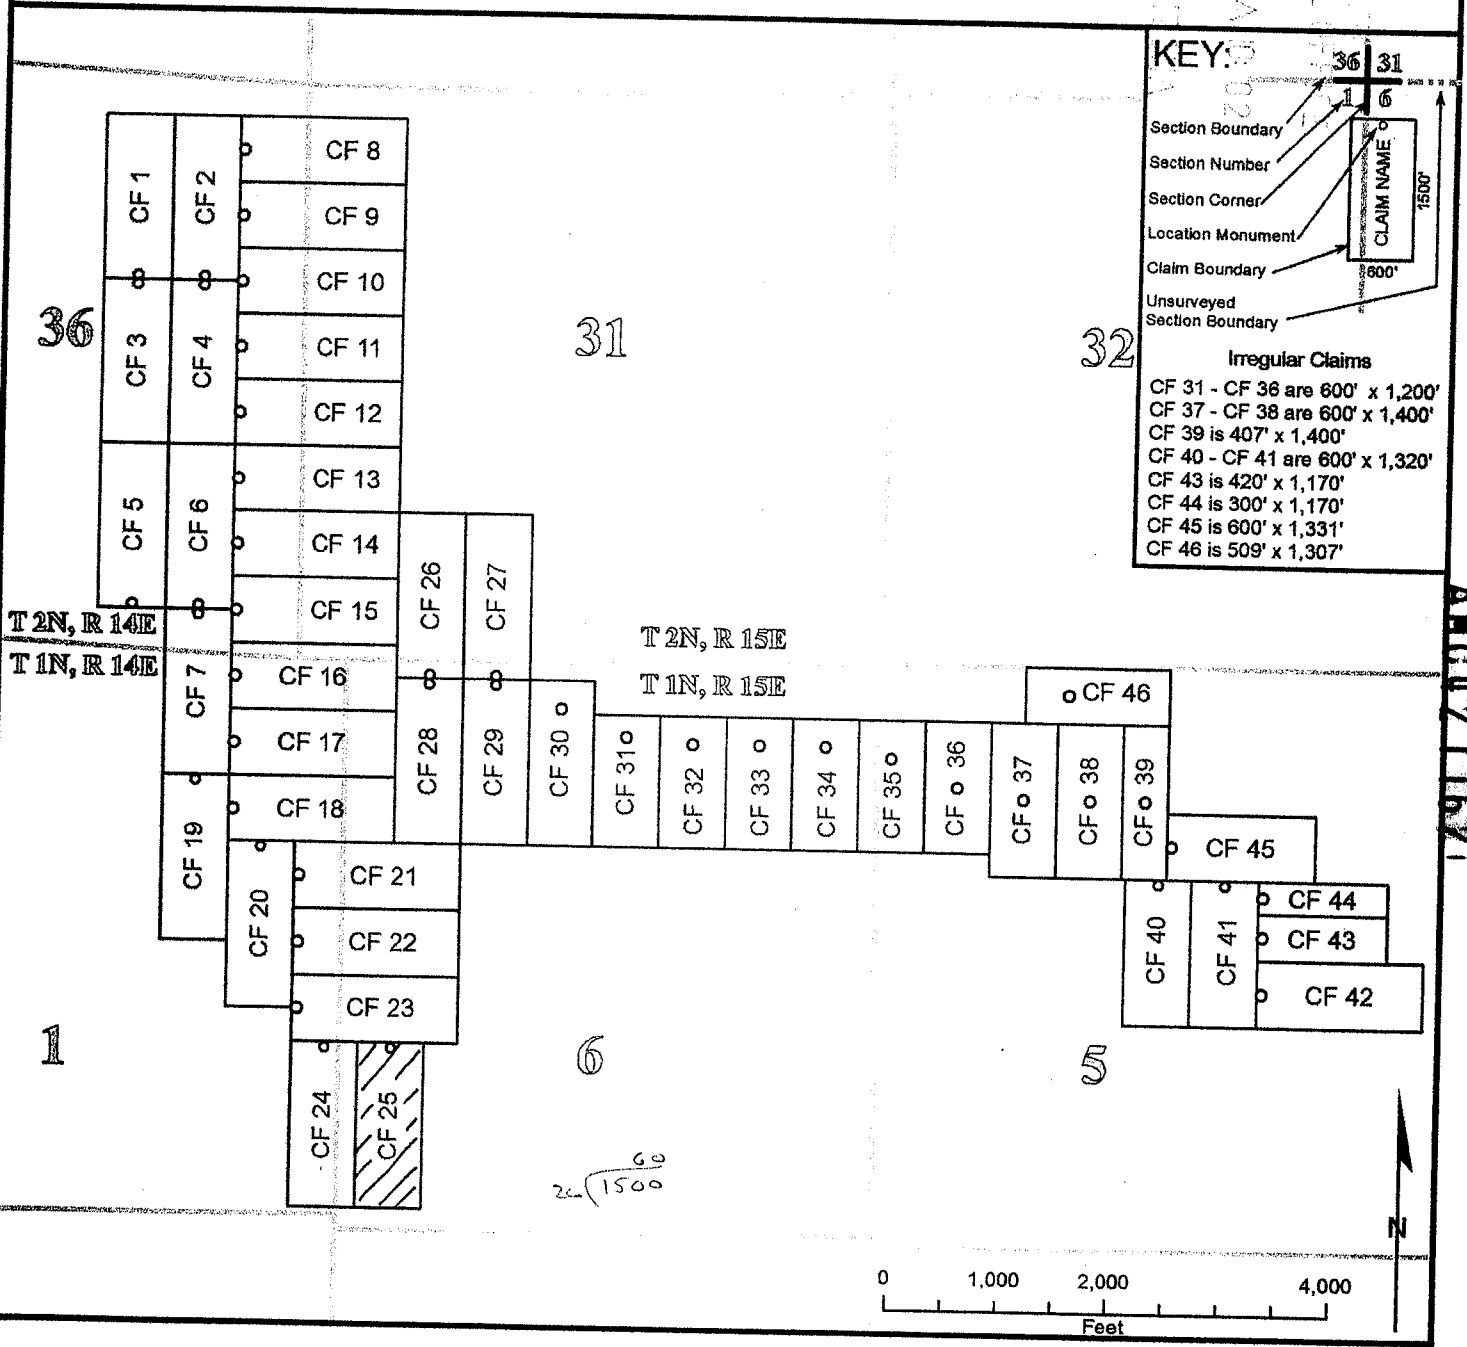 KEY:
36 31
1 6
Section Boundary
Section Number
Section Corner
Location Monument
Claim Boundary
Unsurveyed
Section Boundary
CLAIM NAME
1500'
600'
Irregular Claims
CF 31 - CF 36 are 600' x 1,200'
CF 37 - CF 38 are 600' x 1,400'
CF 39 is 407' x 1,400'
CF 40 - CF 41 are 600' x 1,320'
CF 43 is 420' x 1,170'
CF 44 is 300' x 1,170'
CF 45 is 600' x 1,331'
CF 46 is 509' x 1,307'
CF 1
CF 2
CF 8
CF 9
CF 10
36
CF 3
CF 4
CF 11
31
32
CF 12
CF 13
CF 5
CF 6
CF 14
CF 26
CF 27
CF 15
T 2N, R 14E
T 2N, R 15E
T 1N, R 14E
T 1N, R 15E
CF 7
CF 16
CF 46
CF 17
CF 28
CF 29
CF 30
CF 31
CF 32
CF 33
CF 34
CF 35
CF 36
CF 37
CF 38
CF 39
CF 18
CF 19
CF 45
CF 20
CF 21
CF 44
CF 22
CF 40
CF 41
CF 43
CF 23
CF 42
1
6
5
CF 24
CF 25
60
1500
N
0 1,000 2,000 4,000
Feet